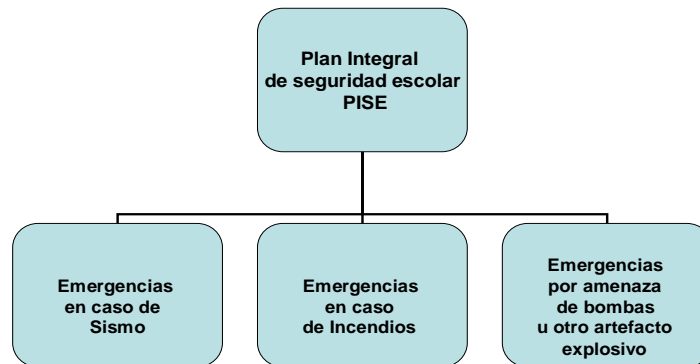 Plan Integral
de seguridad escolar
PISE
Emergencias
en caso de
Sismo
Emergencias
en caso
de Incendios
Emergencias
por amenaza
de bombas
u otro artefacto
explosivo